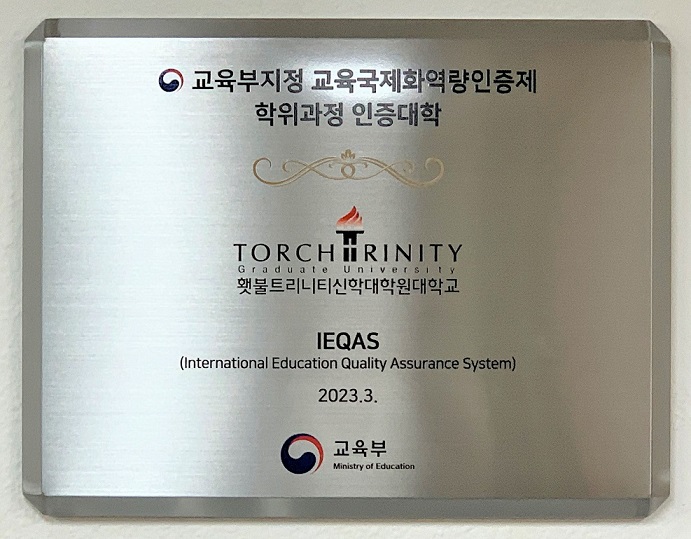 교육부지정 교육국제화역량인증제
학위과정 인증대학
TORCH TRINITY
Graduate University
횃불트리니티신학대학원대학교
IEQAS
(International Education Quality Assurance System)
2023.3.
교육부
Ministry of Education